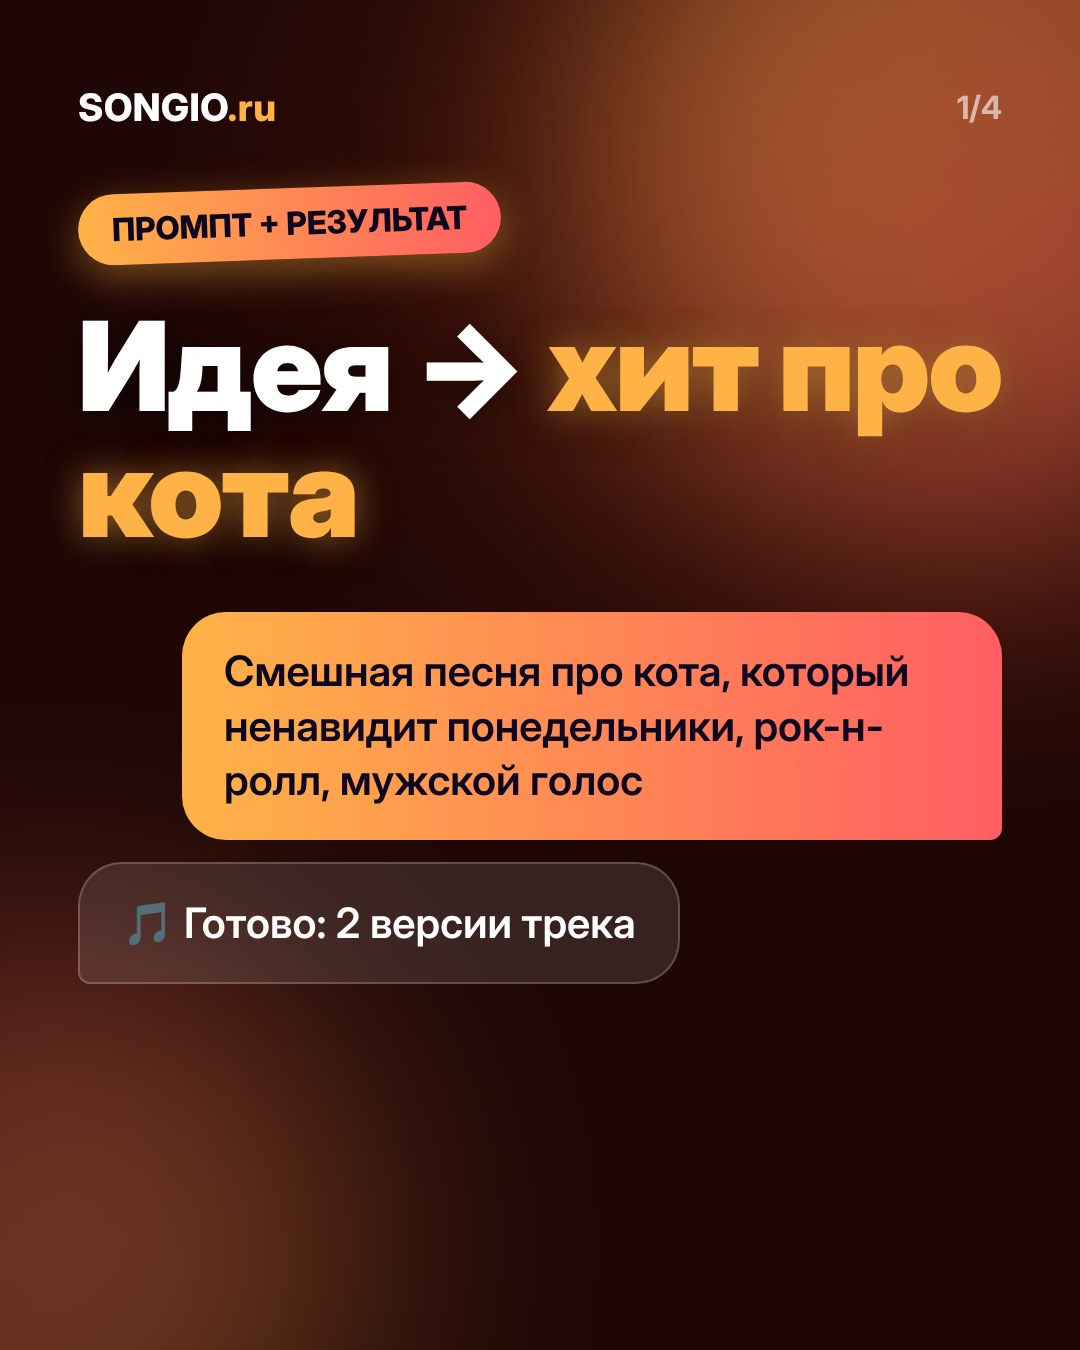 SONGIO.ru
1/4
ПРОМПТ + РЕЗУЛЬТАТ
Идея → хит про
кота
Смешная песня про кота, который
ненавидит понедельники, рок-н-
ролл, мужской голос
🎵 Готово: 2 версии трека